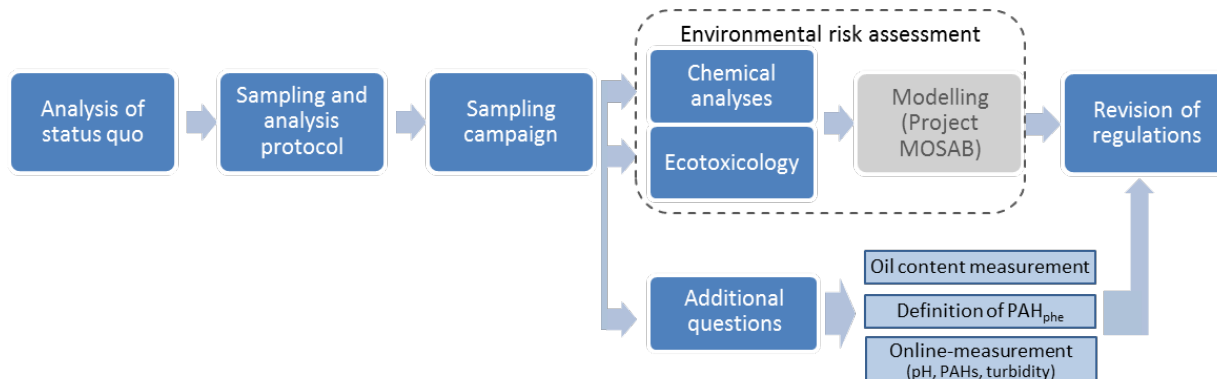 Environmental risk assessment
Analysis of
status quo
Sampling and
analysis
protocol
Sampling
campaign
Chemical
analyses
Ecotoxicology
Modelling
(Project
MOSAB)
Revision of
regulations
Additional
questions
Oil content measurement
Definition of PAHphe
Online-measurement
(pH, PAHs, turbidity)